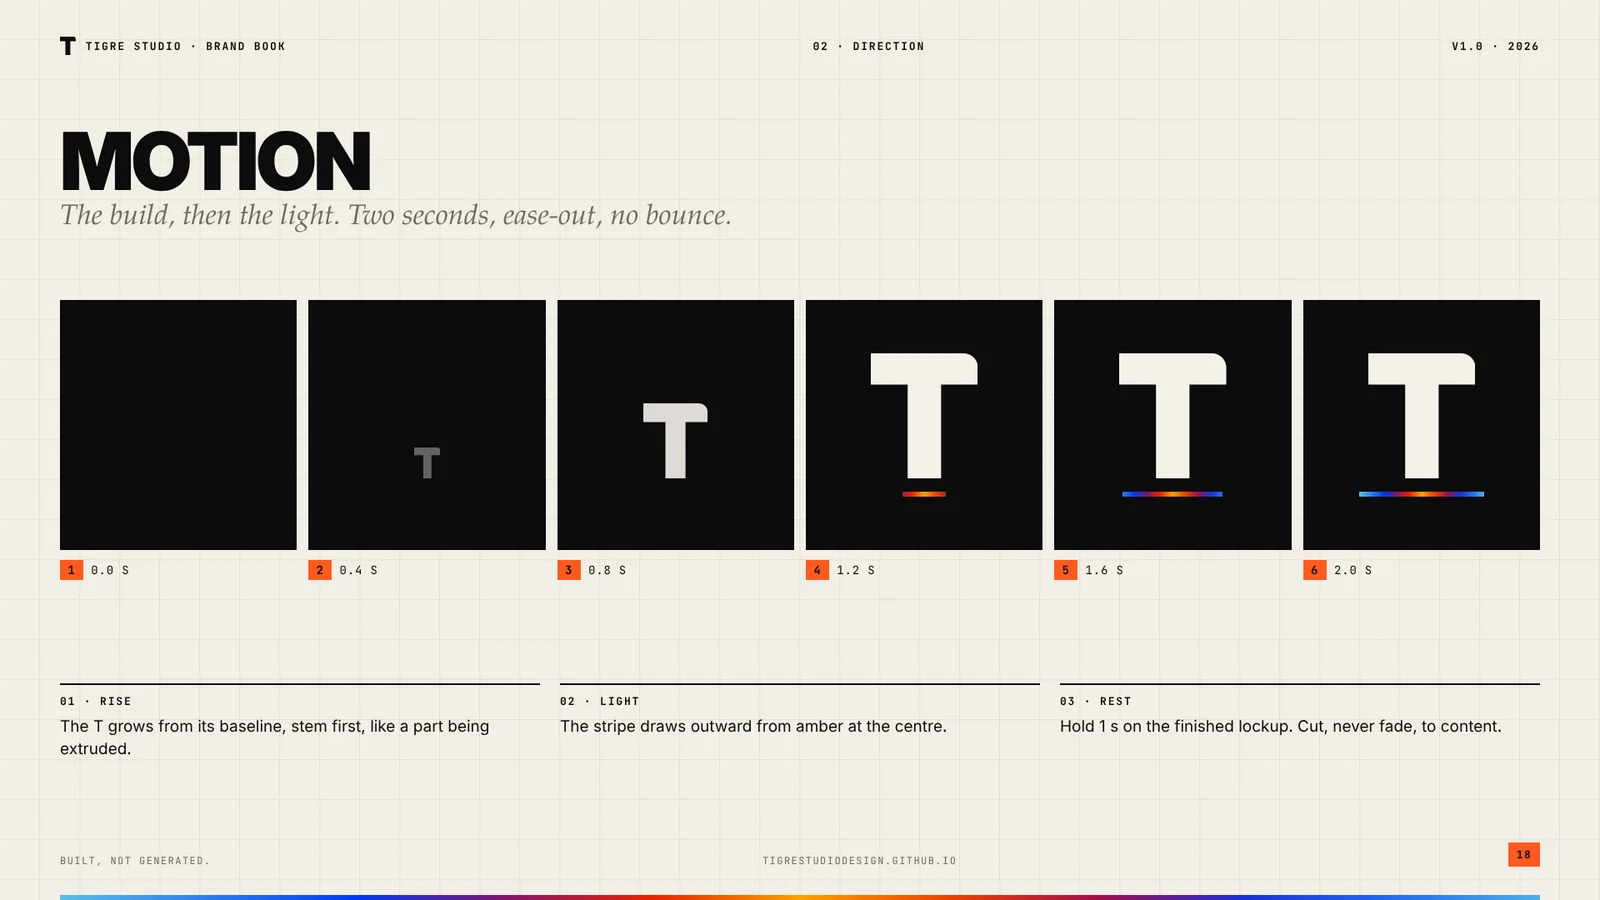 T TIGRE STUDIO · BRAND BOOK
02 · DIRECTION
V1.0 · 2026
MOTION
The build, then the light. Two seconds, ease-out, no bounce.
T
T
T
T
T
1 0.0 S
2 0.4 S
3 0.8 S
4 1.2 S
5 1.6 S
6 2.0 S
01 · RISE
The T grows from its baseline, stem first, like a part being
extruded.
02 · LIGHT
The stripe draws outward from amber at the centre.
03 · REST
Hold 1 s on the finished lockup. Cut, never fade, to content.
BUILT, NOT GENERATED.
TIGRESTUDIODESIGN.GITHUB.IO
18